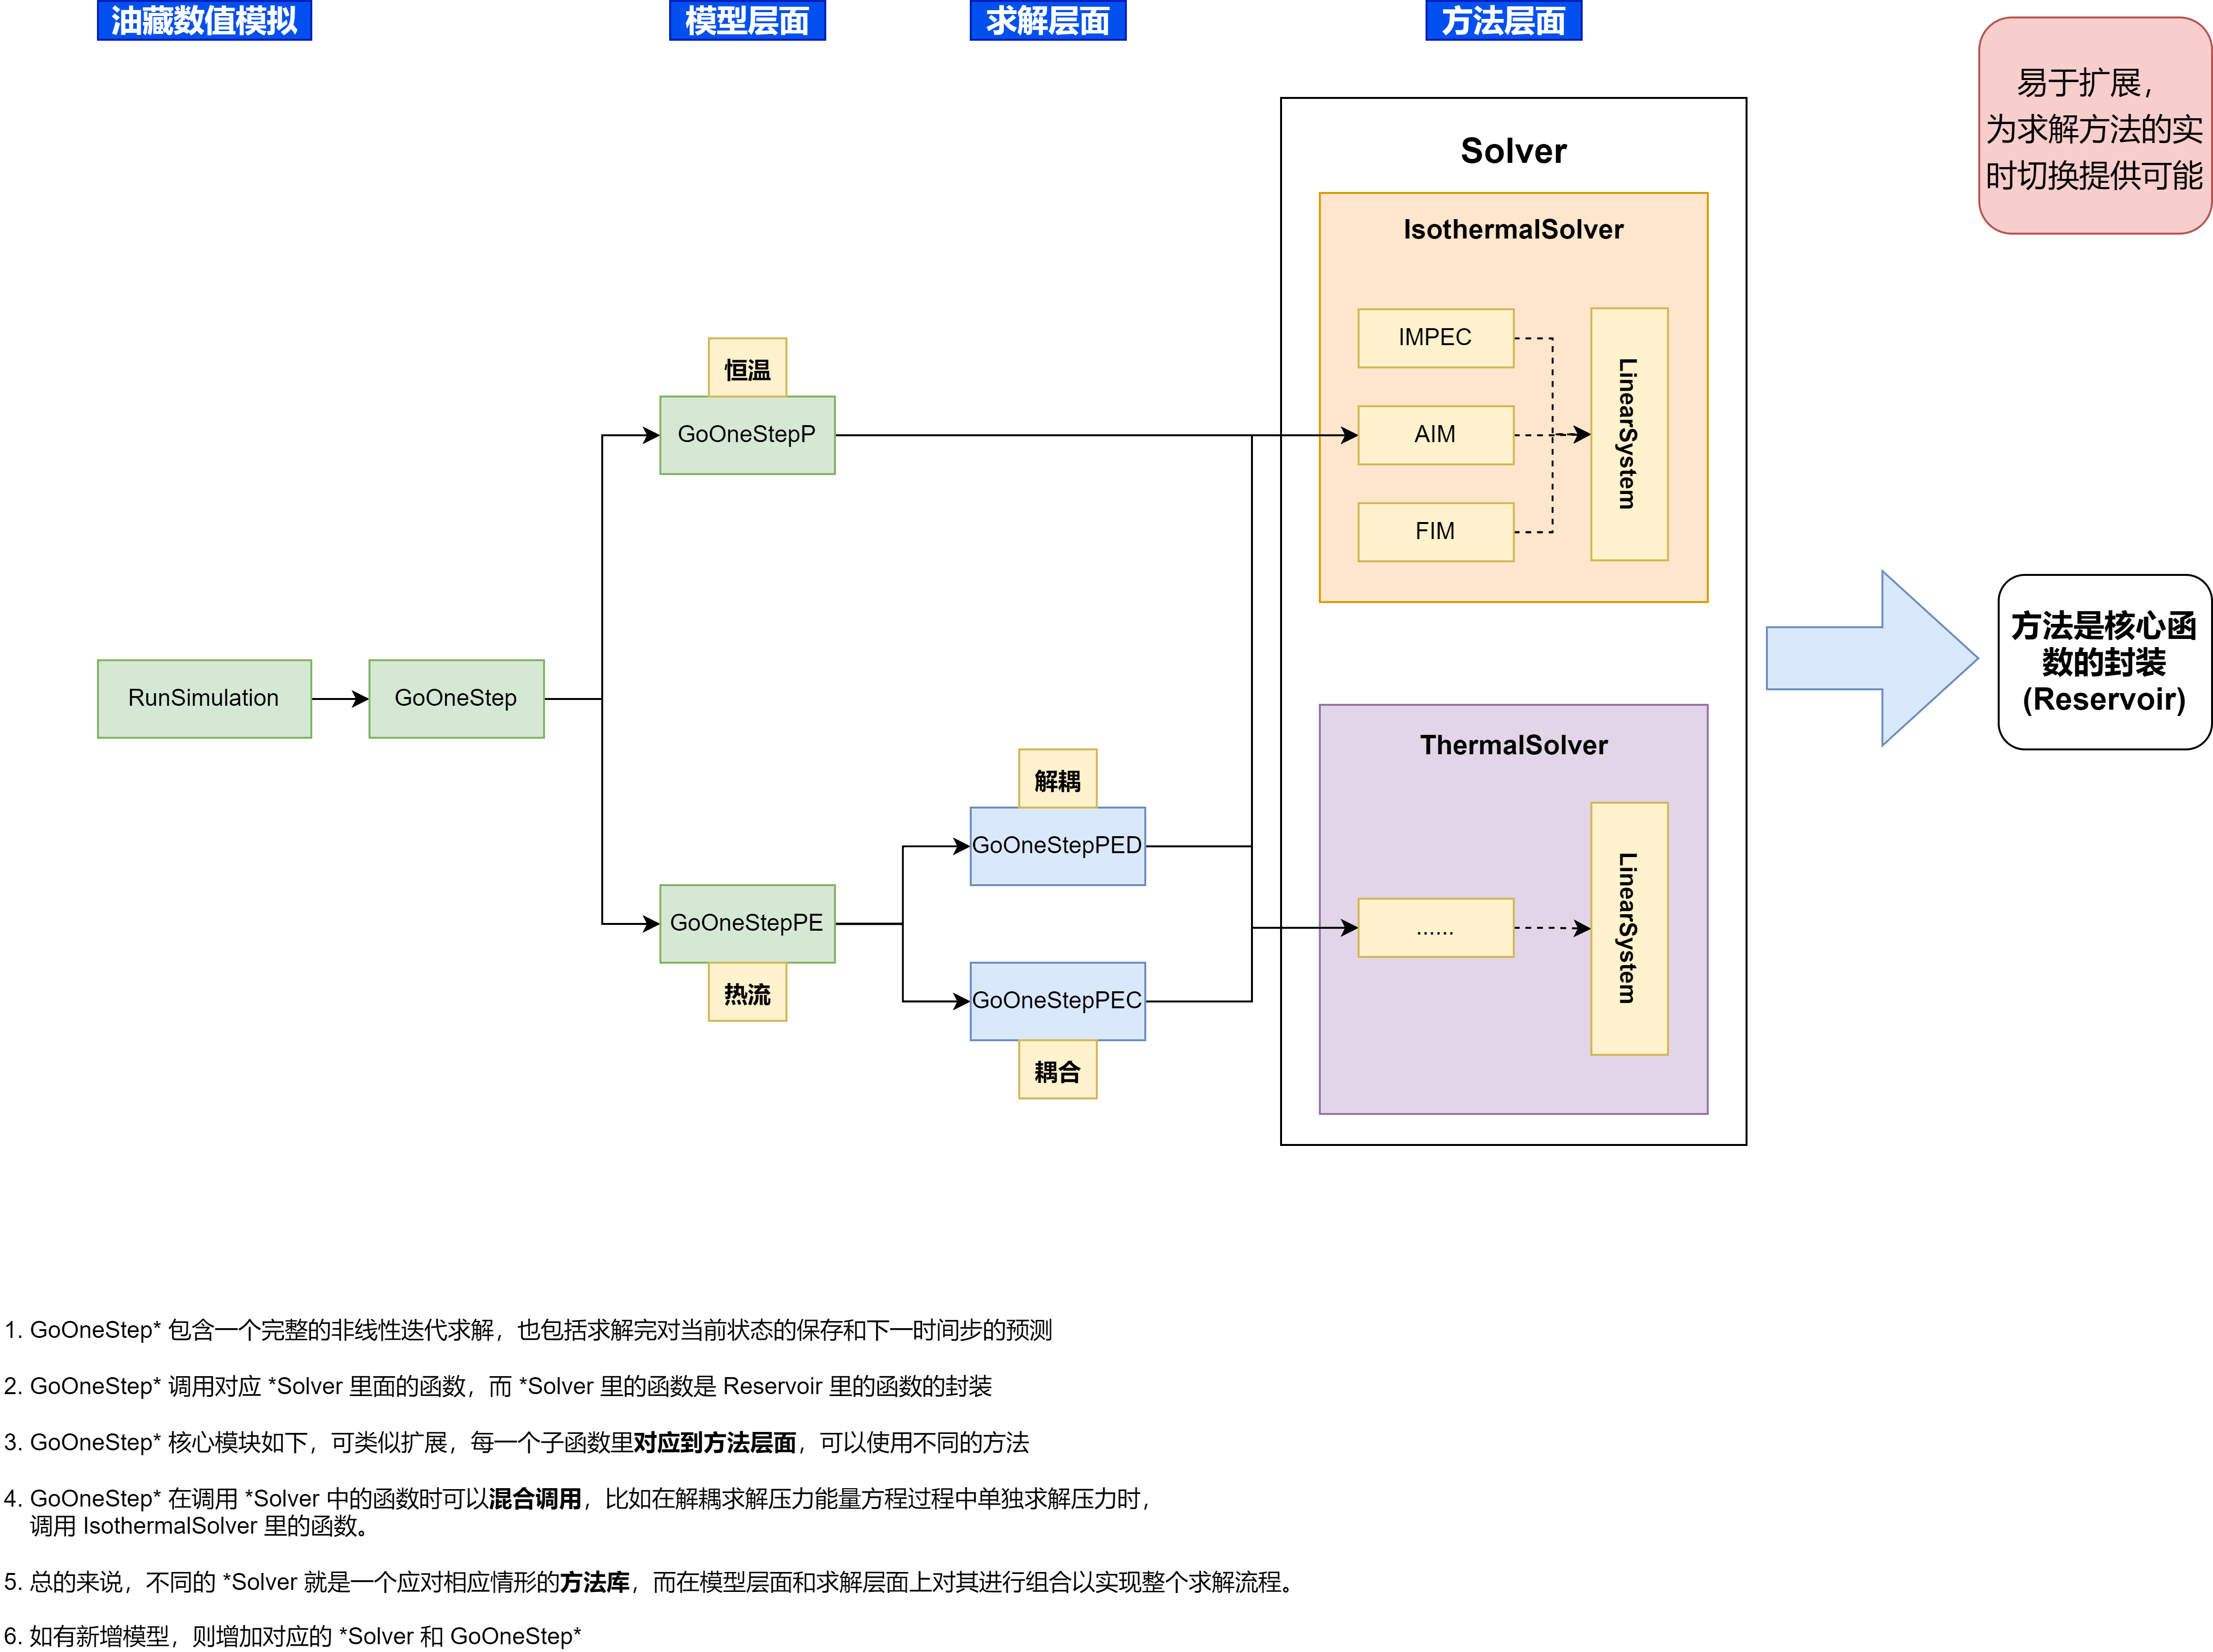 油藏数值模拟
模型层面
求解层面
方法层面
易于扩展，
为求解方法的实
时切换提供可能
Solver
IsothermalSolver
IMPEC
AIM
FIM
LinearSystem
恒温
GoOneStepP
RunSimulation
GoOneStep
方法是核心函
数的封装
(Reservoir)
ThermalSolver
解耦
GoOneStepPED
GoOneStepPE
热流
GoOneStepPEC
耦合
......
LinearSystem
1. GoOneStep* 包含一个完整的非线性迭代求解，也包括求解完对当前状态的保存和下一时间步的预测
2. GoOneStep* 调用对应 *Solver 里面的函数，而 *Solver 里的函数是 Reservoir 里的函数的封装
3. GoOneStep* 核心模块如下，可类似扩展，每一个子函数里对应到方法层面，可以使用不同的方法
4. GoOneStep* 在调用 *Solver 中的函数时可以混合调用，比如在解耦求解压力能量方程过程中单独求解压力时，
调用 IsothermalSolver 里的函数。
5. 总的来说，不同的 *Solver 就是一个应对相应情形的方法库，而在模型层面和求解层面上对其进行组合以实现整个求解流程。
6. 如有新增模型，则增加对应的 *Solver 和 GoOneStep*